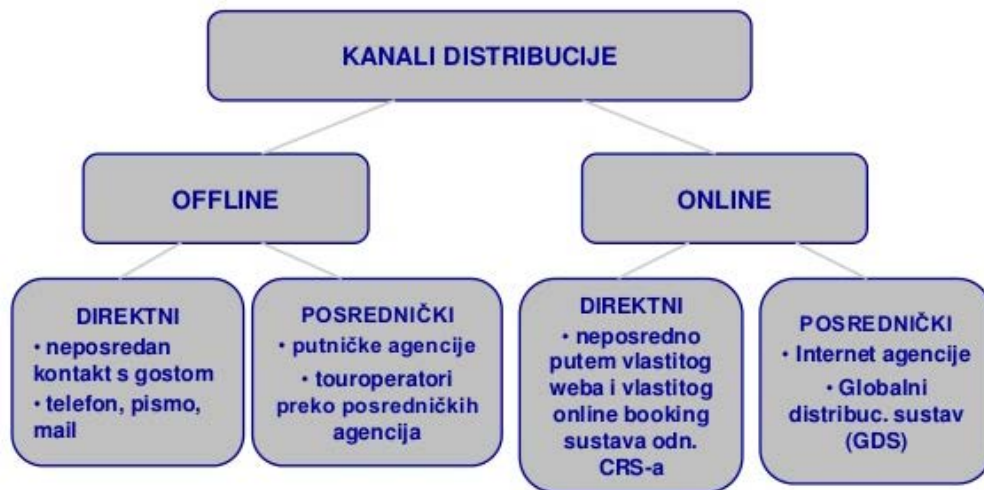 KANALI DISTRIBUCIJE
OFFLINE
ONLINE
DIREKTNI
• neposredan
kontakt s gostom
• telefon, pismo,
mail
POSREDNIČKI
• putničke agencije
• touroperatori
preko posredničkih
agencija
DIREKTNI
• neposredno
putem vlastitog
weba i vlastitog
online booking
sustava odn.
CRS-a
POSREDNIČKI
• Internet agencije
• Globalni
distribuc. sustav
(GDS)